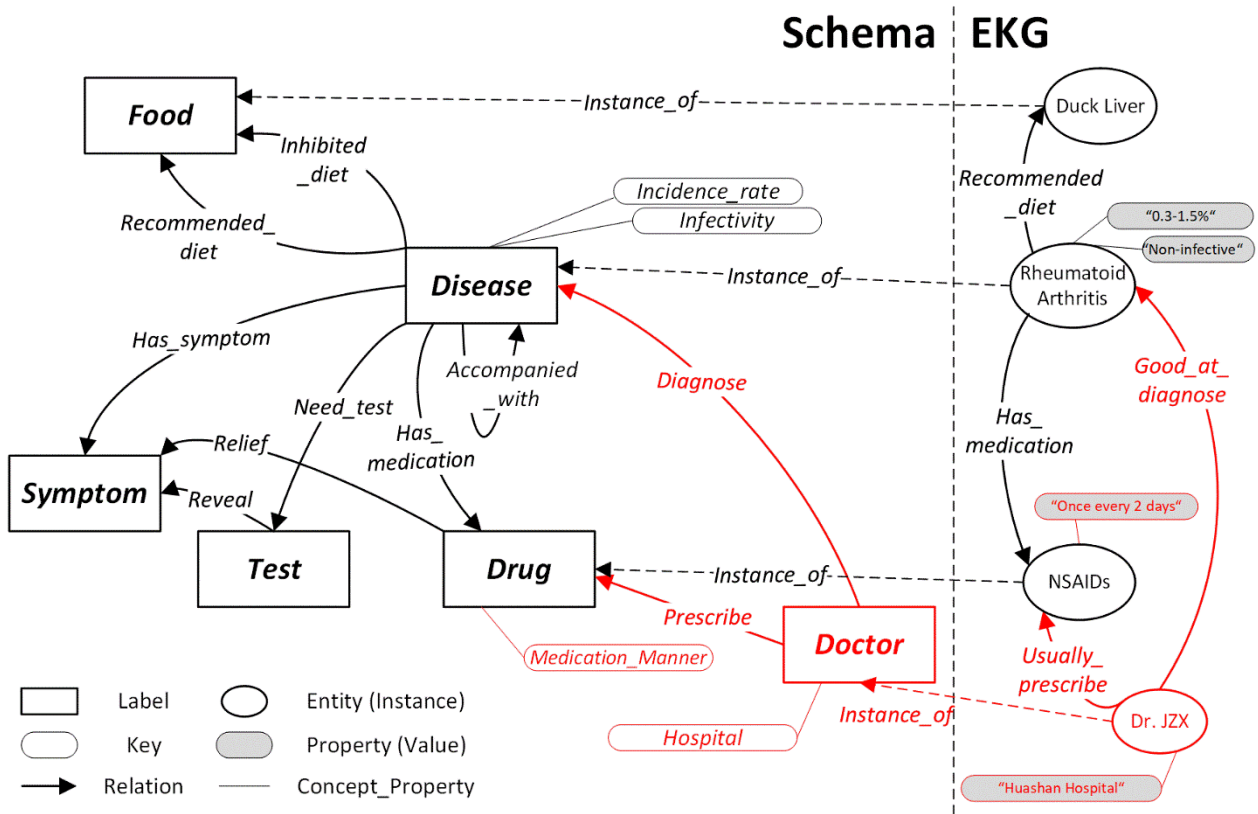 Schema
EKG
Food
Instance_of
Duck Liver
Inhibited
_diet
Recommended_
diet
Incidence_rate
Infectivity
Recommended
_diet
"0.3-1.5%"
"Non-infective"
Disease
Instance_of
Rheumatoid
Arthritis
Has_symptom
Accompanied
_with
Diagnose
Good_at_
diagnose
Need_test
Has_
medication
Has_
medication
Relief
Symptom
Reveal
"Once every 2 days"
Test
Drug
Instance_of
NSAIDs
Prescribe
Doctor
Medication_Manner
Usually_
prescribe
Instance_of
Dr. JZX
Hospital
"Huashan Hospital"
Label
Entity (Instance)
Key
Property (Value)
Relation
Concept_Property